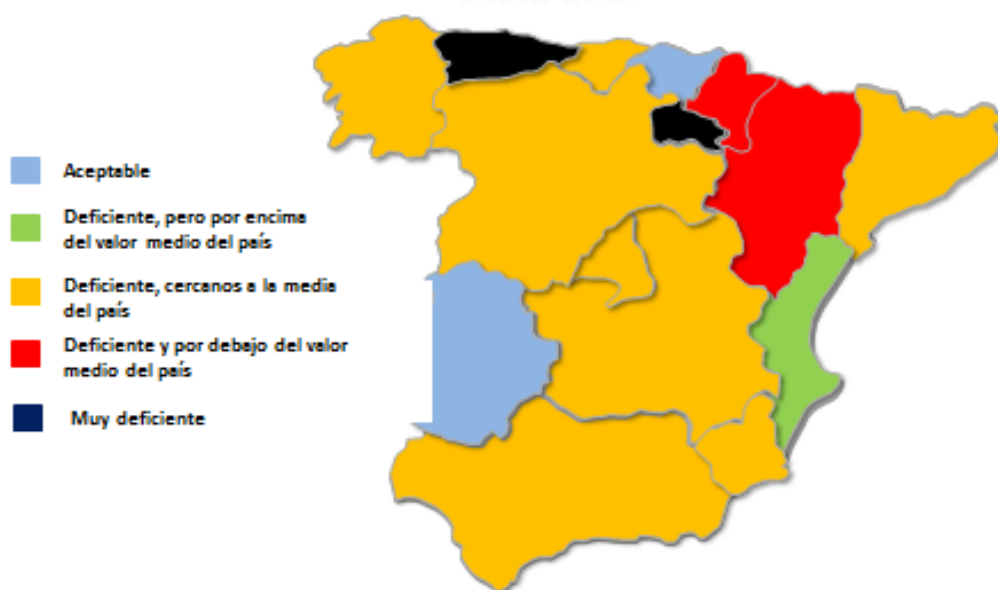 Aceptable
Deficiente, pero por encima
del valor medio del país
Deficiente, cercanos a la media
del país
Deficiente y por debajo del valor
medio del país
Muy deficiente